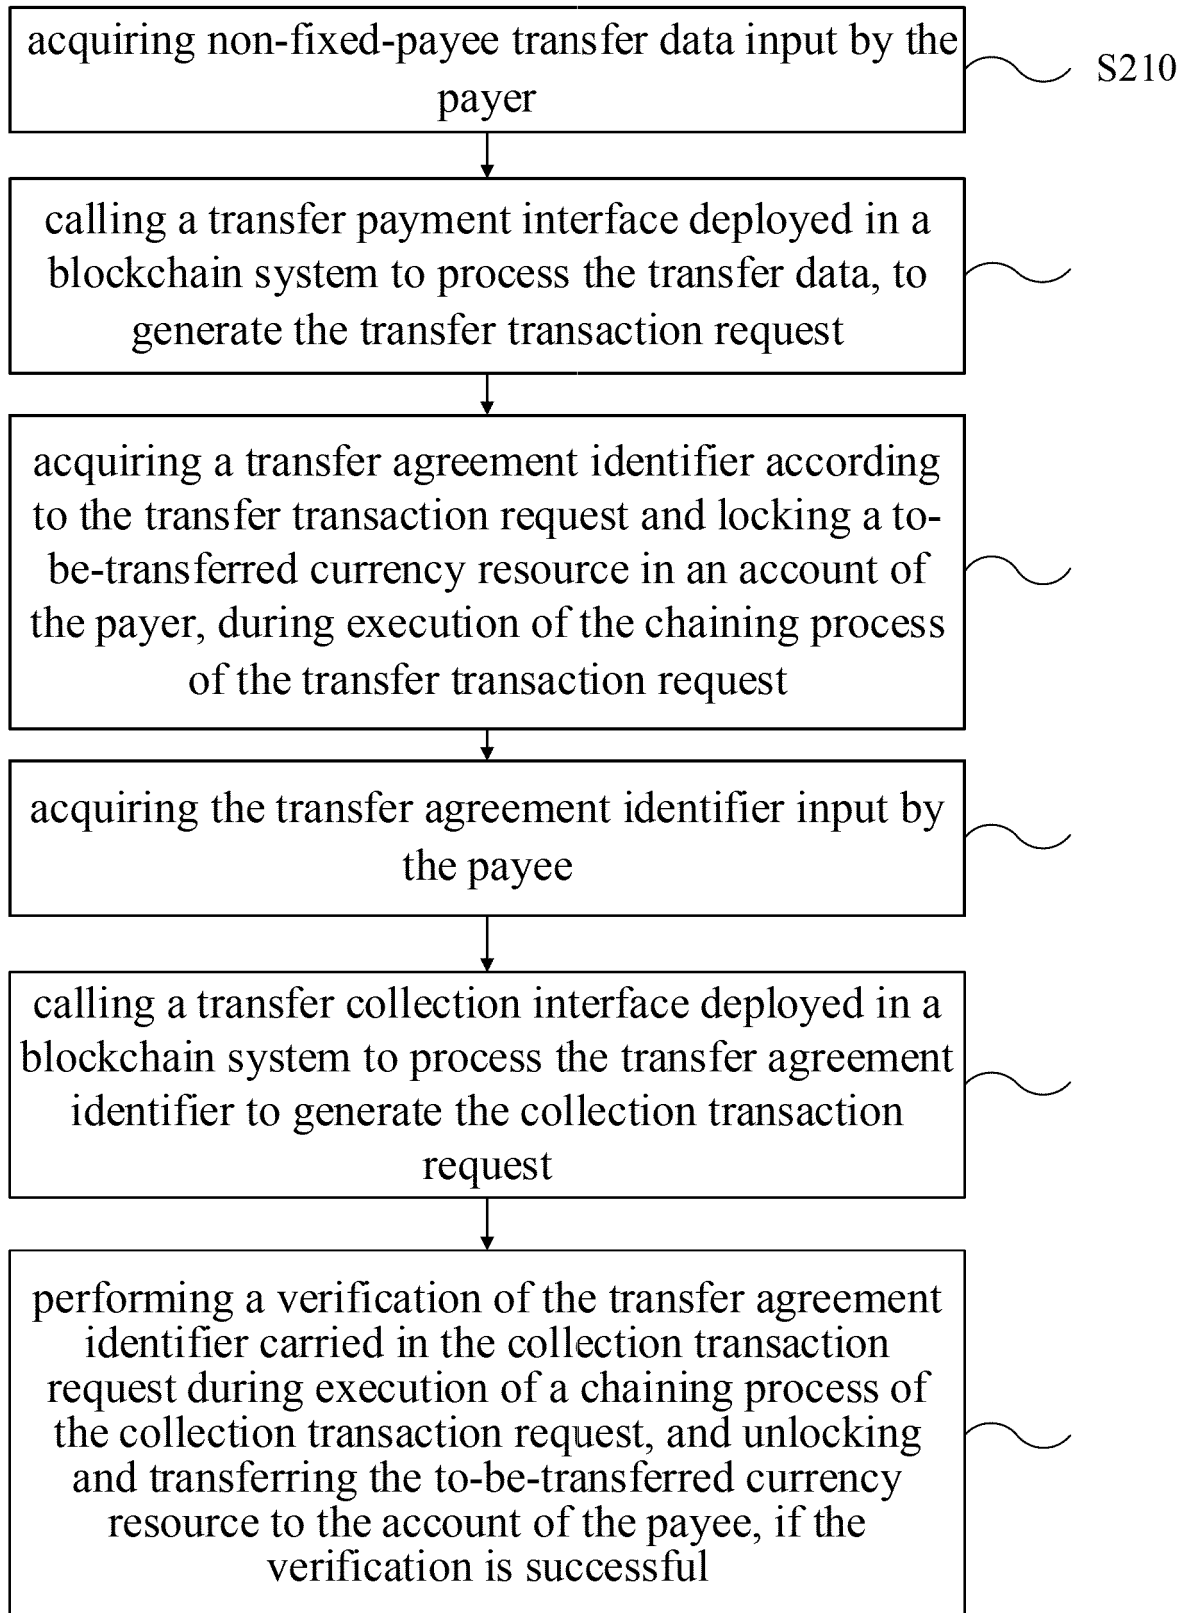 acquiring non-fixed-payee transfer data input by the
payer
S210
calling a transfer payment interface deployed in a
blockchain system to process the transfer data, to
generate the transfer transaction request
acquiring a transfer agreement identifier according
to the transfer transaction request and locking a to-
be-transferred currency resource in an account of
the payer, during execution of the chaining process
of the transfer transaction request
acquiring the transfer agreement identifier input by
the payee
calling a transfer collection interface deployed in a
blockchain system to process the transfer agreement
identifier to generate the collection transaction
request
performing a verification of the transfer agreement
identifier carried in the collection transaction
request during execution of a chaining process of
the collection transaction request, and unlocking
and transferring the to-be-transferred currency
resource to the account of the payee, if the
verification is successful